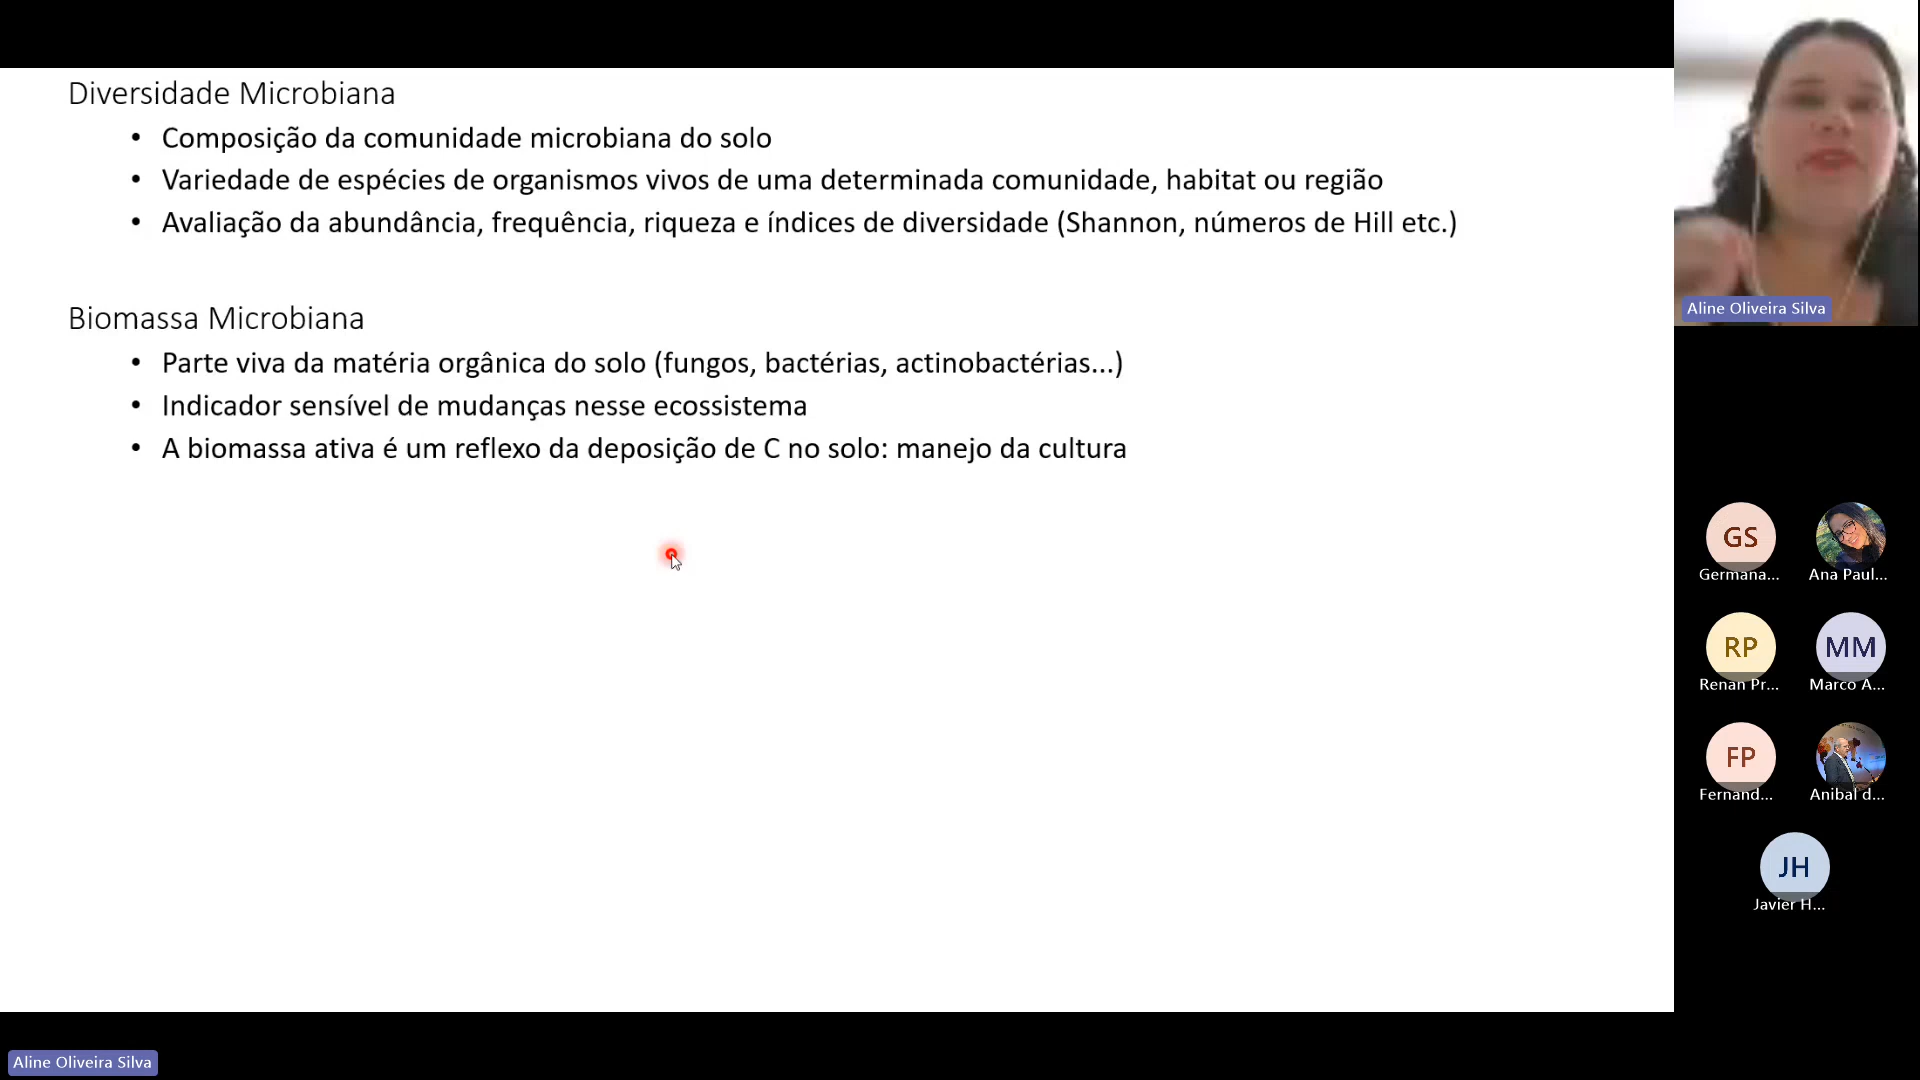 Diversidade Microbiana
• Composição da comunidade microbiana do solo
• Variedade de espécies de organismos vivos de uma determinada comunidade, habitat ou região
• Avaliação da abundância, frequência, riqueza e índices de diversidade (Shannon, números de Hill etc.)
Biomassa Microbiana
• Parte viva da matéria orgânica do solo (fungos, bactérias, actinobactérias...)
• Indicador sensível de mudanças nesse ecossistema
• A biomassa ativa é um reflexo da deposição de C no solo: manejo da cultura
Aline Oliveira Silva
GS
Germana...
Ana Paul...
RP
Renan Pr...
MM
Marco A...
FP
Fernand...
Anibal d...
JH
Javier H...
Aline Oliveira Silva